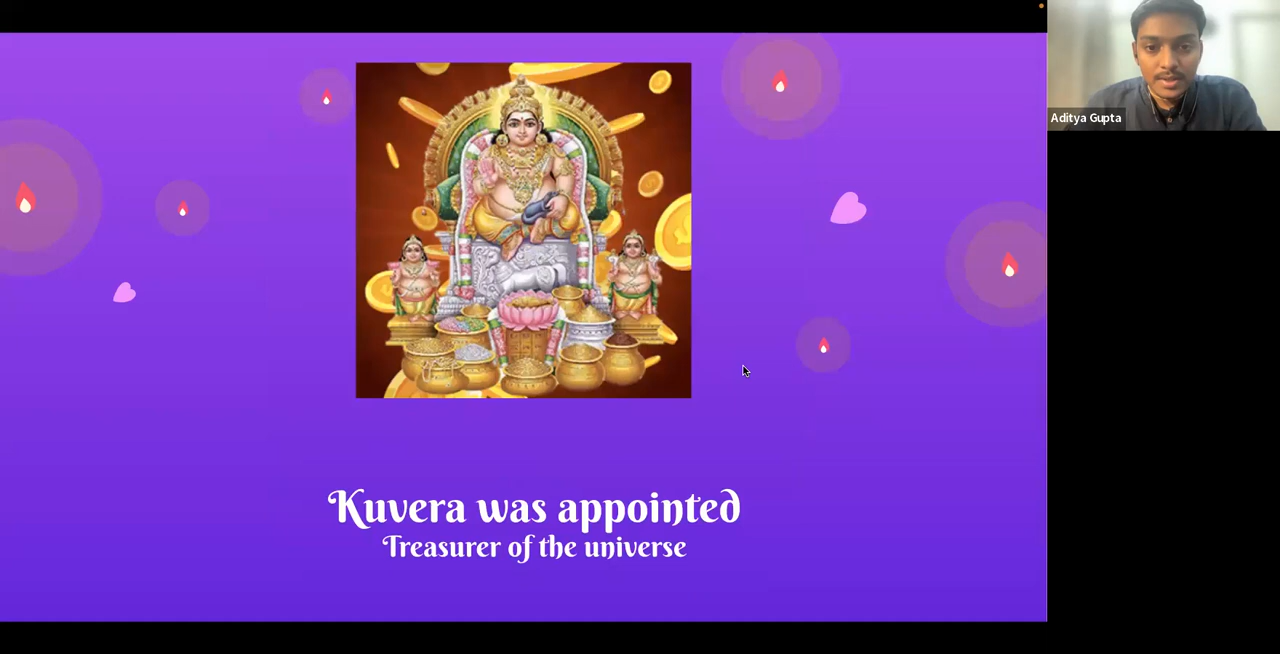 Aditya Gupta
Kuvera was appointed
Treasurer of the universe